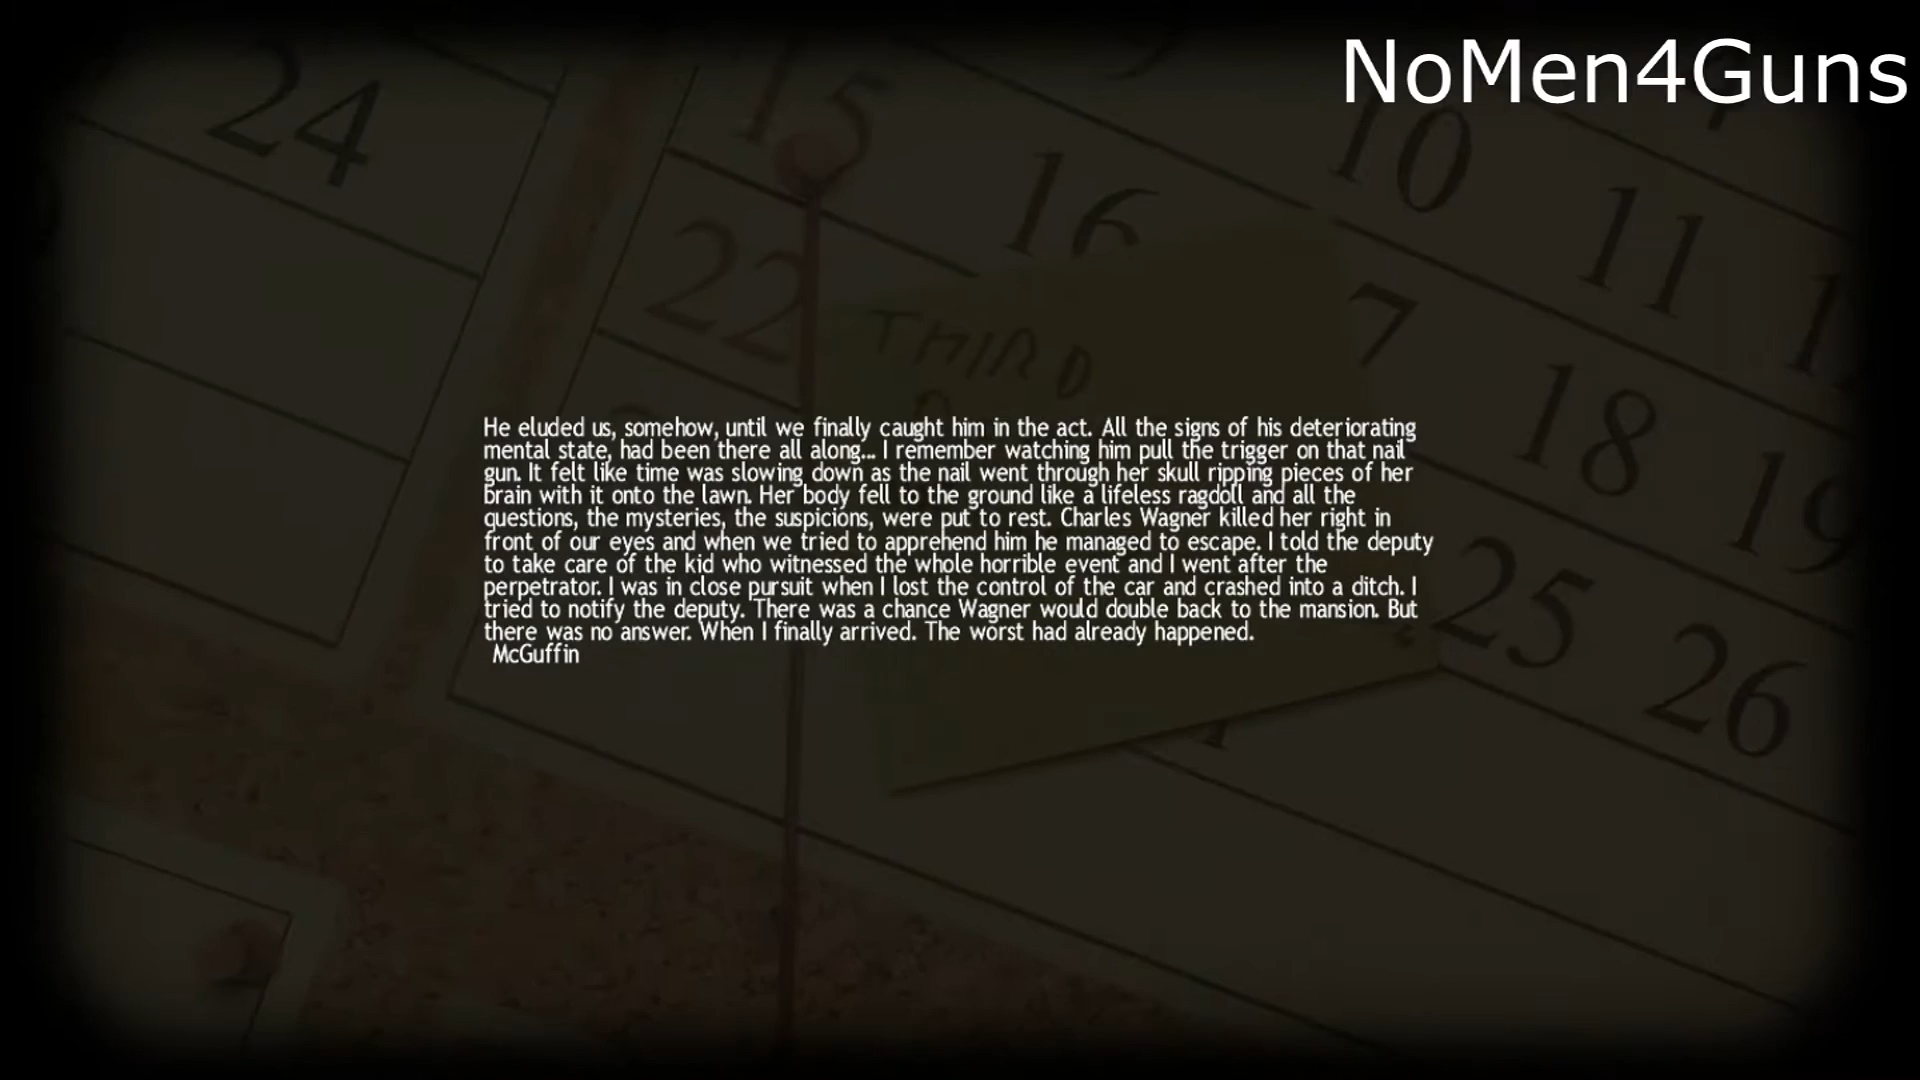 NoMen4Guns
24
15
16
10
11
22
THIRD
7
18
19
25
26
He eluded us, somehow, until we finally caught him in the act. All the signs of his deteriorating
mental state, had been there all along... I remember watching him pull the trigger on that nail
gun. It felt like time was slowing down as the nail went through her skull ripping pieces of her
brain with it onto the lawn. Her body fell to the ground like a lifeless ragdoll and all the
questions, the mysteries, the suspicions, were put to rest. Charles Wagner killed her right in
front of our eyes and when we tried to apprehend him he managed to escape. I told the deputy
to take care of the kid who witnessed the whole horrible event and I went after the
perpetrator. I was in close pursuit when I lost the control of the car and crashed into a ditch. I
tried to notify the deputy. There was a chance Wagner would double back to the mansion. But
there was no answer. When I finally arrived. The worst had already happened.
McGuffin